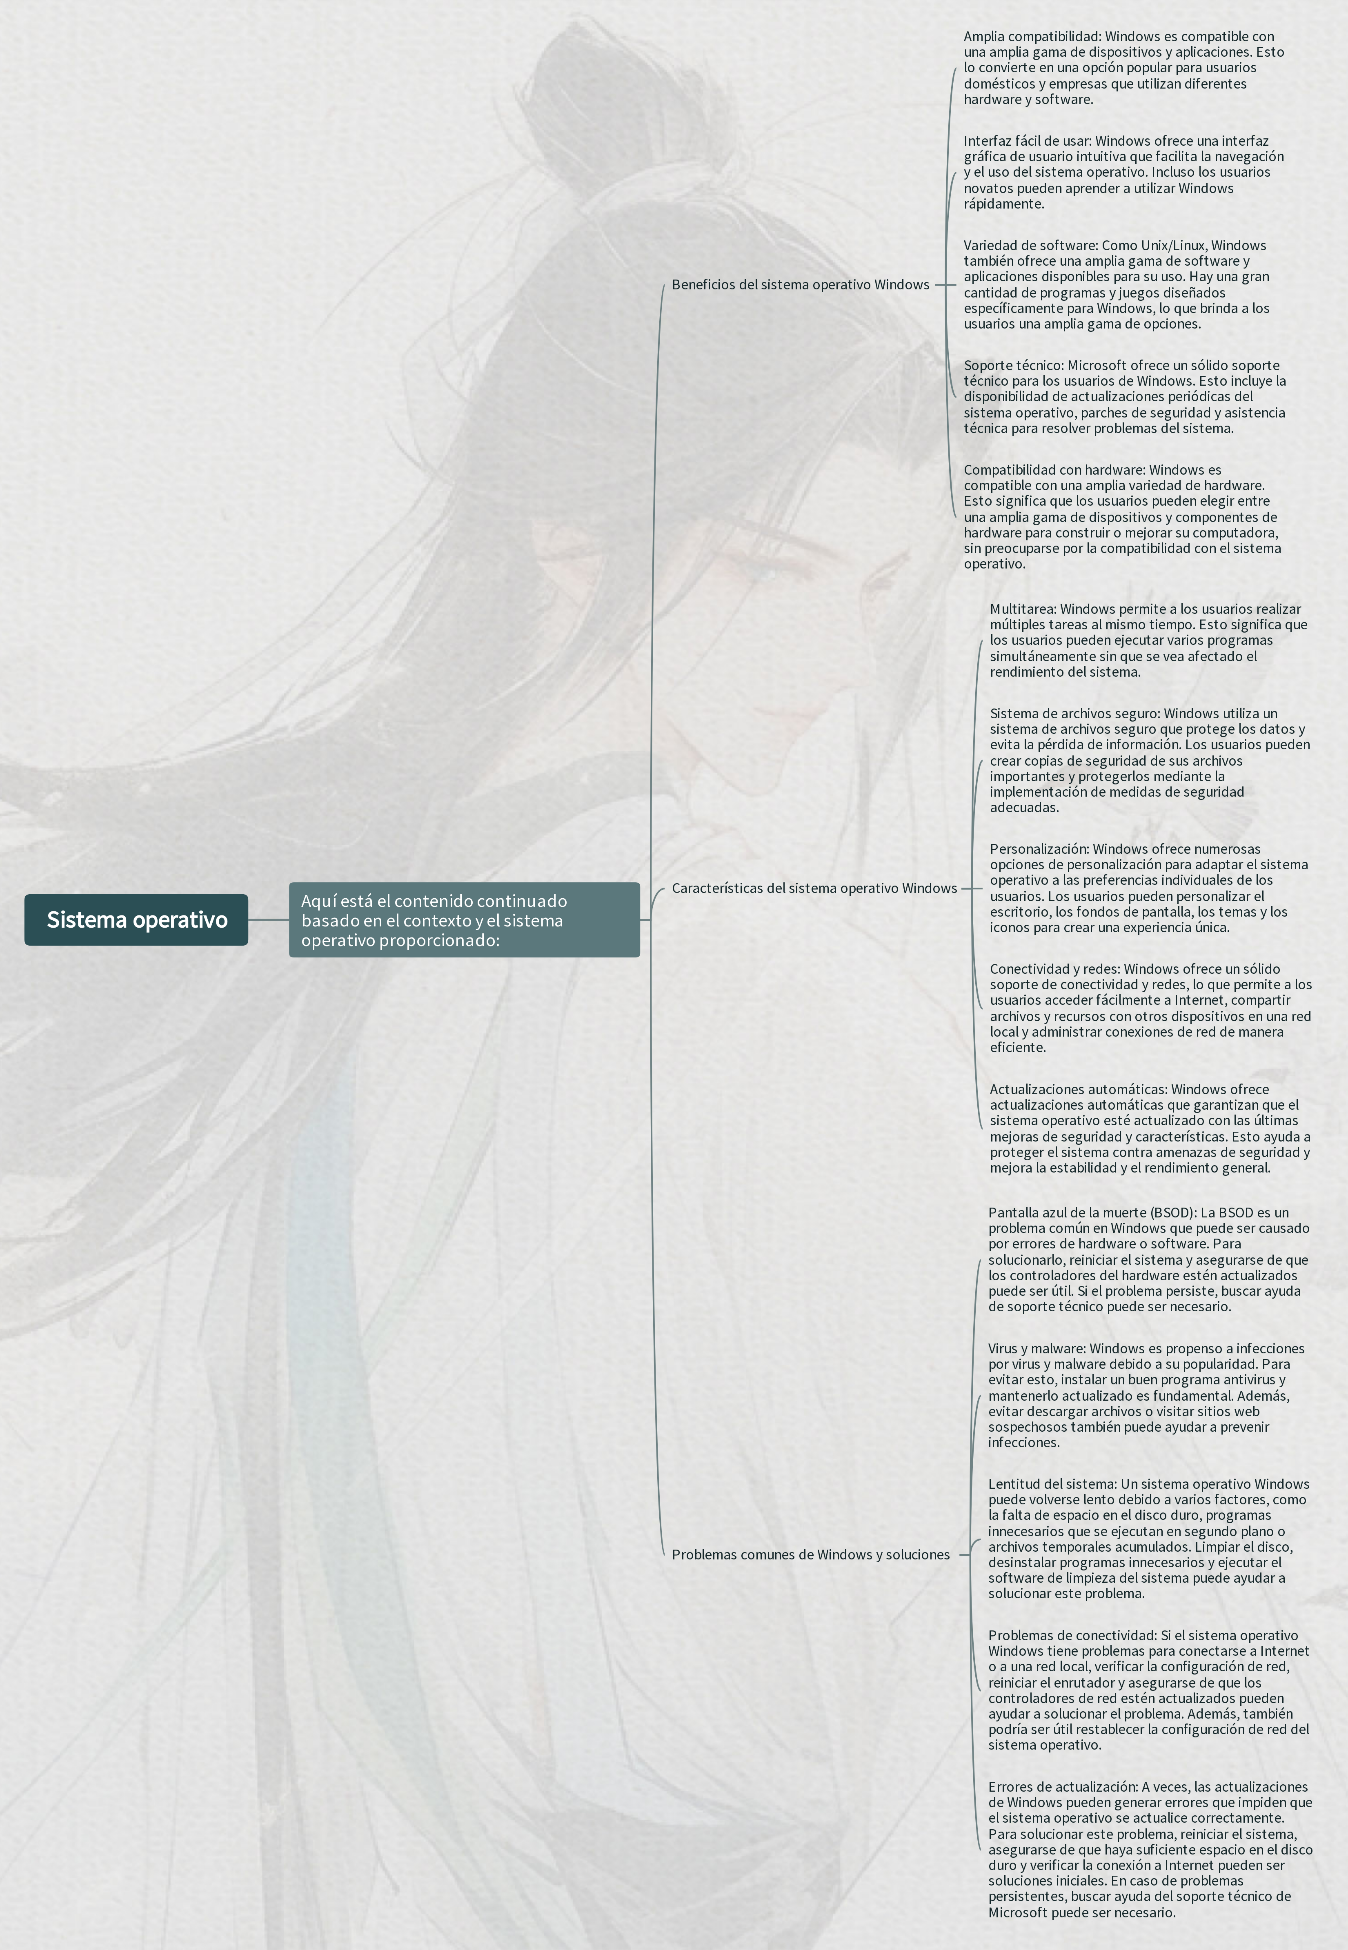 Sistema operativo
Aquí está el contenido continuado
basado en el contexto y el sistema
operativo proporcionado:
Beneficios del sistema operativo Windows
Amplia compatibilidad: Windows es compatible con
una amplia gama de dispositivos y aplicaciones. Esto
lo convierte en una opción popular para usuarios
domésticos y empresas que utilizan diferentes
hardware y software.
Interfaz fácil de usar: Windows ofrece una interfaz
gráfica de usuario intuitiva que facilita la navegación
y el uso del sistema operativo. Incluso los usuarios
novatos pueden aprender a utilizar Windows
rápidamente.
Variedad de software: Como Unix/Linux, Windows
también ofrece una amplia gama de software y
aplicaciones disponibles para su uso. Hay una gran
cantidad de programas y juegos diseñados
específicamente para Windows, lo que brinda a los
usuarios una amplia gama de opciones.
Soporte técnico: Microsoft ofrece un sólido soporte
técnico para los usuarios de Windows. Esto incluye la
disponibilidad de actualizaciones periódicas del
sistema operativo, parches de seguridad y asistencia
técnica para resolver problemas del sistema.
Compatibilidad con hardware: Windows es
compatible con una amplia variedad de hardware.
Esto significa que los usuarios pueden elegir entre
una amplia gama de dispositivos y componentes de
hardware para construir o mejorar su computadora,
sin preocuparse por la compatibilidad con el sistema
operativo.
Características del sistema operativo Windows
Multitarea: Windows permite a los usuarios realizar
múltiples tareas al mismo tiempo. Esto significa que
los usuarios pueden ejecutar varios programas
simultáneamente sin que se vea afectado el
rendimiento del sistema.
Sistema de archivos seguro: Windows utiliza un
sistema de archivos seguro que protege los datos y
evita la pérdida de información. Los usuarios pueden
crear copias de seguridad de sus archivos
importantes y protegerlos mediante la
implementación de medidas de seguridad
adecuadas.
Personalización: Windows ofrece numerosas
opciones de personalización para adaptar el sistema
operativo a las preferencias individuales de los
usuarios. Los usuarios pueden personalizar el
escritorio, los fondos de pantalla, los temas y los
iconos para crear una experiencia única.
Conectividad y redes: Windows ofrece un sólido
soporte de conectividad y redes, lo que permite a los
usuarios acceder fácilmente a Internet, compartir
archivos y recursos con otros dispositivos en una red
local y administrar conexiones de red de manera
eficiente.
Actualizaciones automáticas: Windows ofrece
actualizaciones automáticas que garantizan que el
sistema operativo esté actualizado con las últimas
mejoras de seguridad y características. Esto ayuda a
proteger el sistema contra amenazas de seguridad y
mejora la estabilidad y el rendimiento general.
Problemas comunes de Windows y soluciones
Pantalla azul de la muerte (BSOD): La BSOD es un
problema común en Windows que puede ser causado
por errores de hardware o software. Para
solucionarlo, reiniciar el sistema y asegurarse de que
los controladores del hardware estén actualizados
puede ser útil. Si el problema persiste, buscar ayuda
de soporte técnico puede ser necesario.
Virus y malware: Windows es propenso a infecciones
por virus y malware debido a su popularidad. Para
evitar esto, instalar un buen programa antivirus y
mantenerlo actualizado es fundamental. Además,
evitar descargar archivos o visitar sitios web
sospechosos también puede ayudar a prevenir
infecciones.
Lentitud del sistema: Un sistema operativo Windows
puede volverse lento debido a varios factores, como
la falta de espacio en el disco duro, programas
innecesarios que se ejecutan en segundo plano o
archivos temporales acumulados. Limpiar el disco,
desinstalar programas innecesarios y ejecutar el
software de limpieza del sistema puede ayudar a
solucionar este problema.
Problemas de conectividad: Si el sistema operativo
Windows tiene problemas para conectarse a Internet
o a una red local, verificar la configuración de red,
reiniciar el enrutador y asegurarse de que los
controladores de red estén actualizados pueden
ayudar a solucionar el problema. Además, también
podría ser útil restablecer la configuración de red del
sistema operativo.
Errores de actualización: A veces, las actualizaciones
de Windows pueden generar errores que impiden que
el sistema operativo se actualice correctamente.
Para solucionar este problema, reiniciar el sistema,
asegurarse de que haya suficiente espacio en el disco
duro y verificar la conexión a Internet pueden ser
soluciones iniciales. En caso de problemas
persistentes, buscar ayuda del soporte técnico de
Microsoft puede ser necesario.